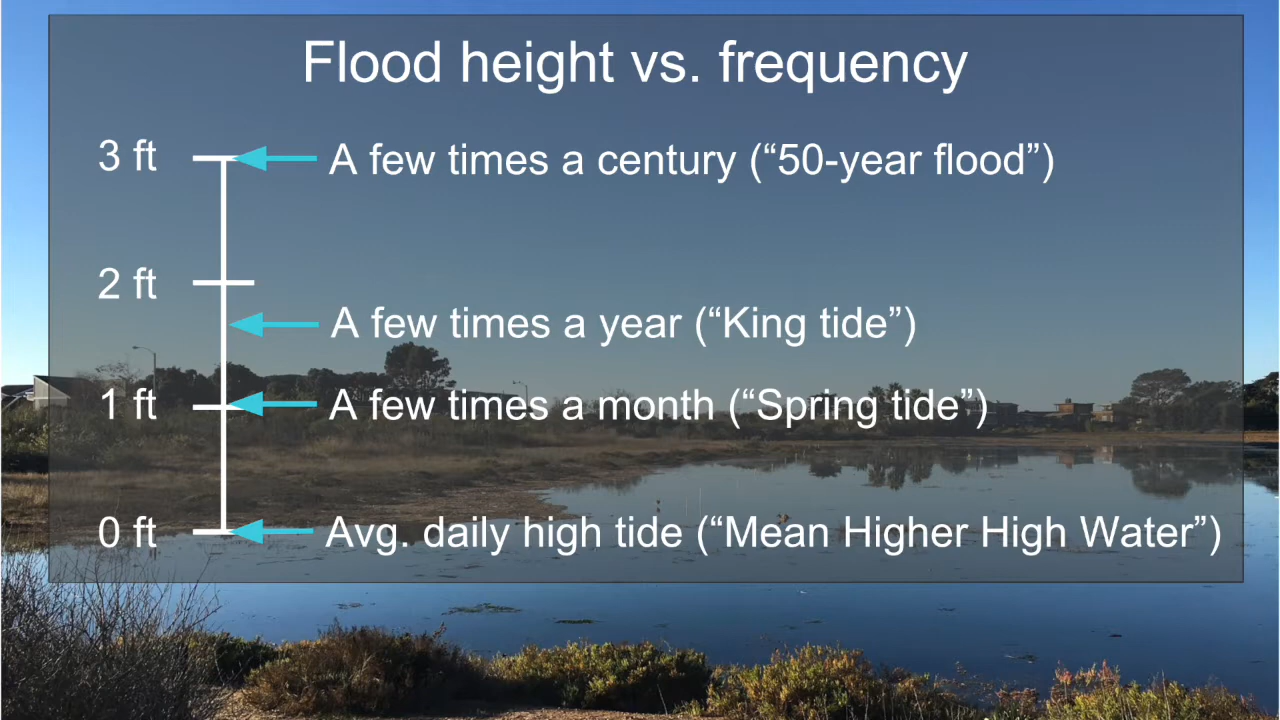 Flood height vs. frequency
3 ft A few times a century (“50-year flood”)
2 ft
A few times a year (“King tide”)
1 ft A few times a month (“Spring tide”)
0 ft Avg. daily high tide (“Mean Higher High Water”)